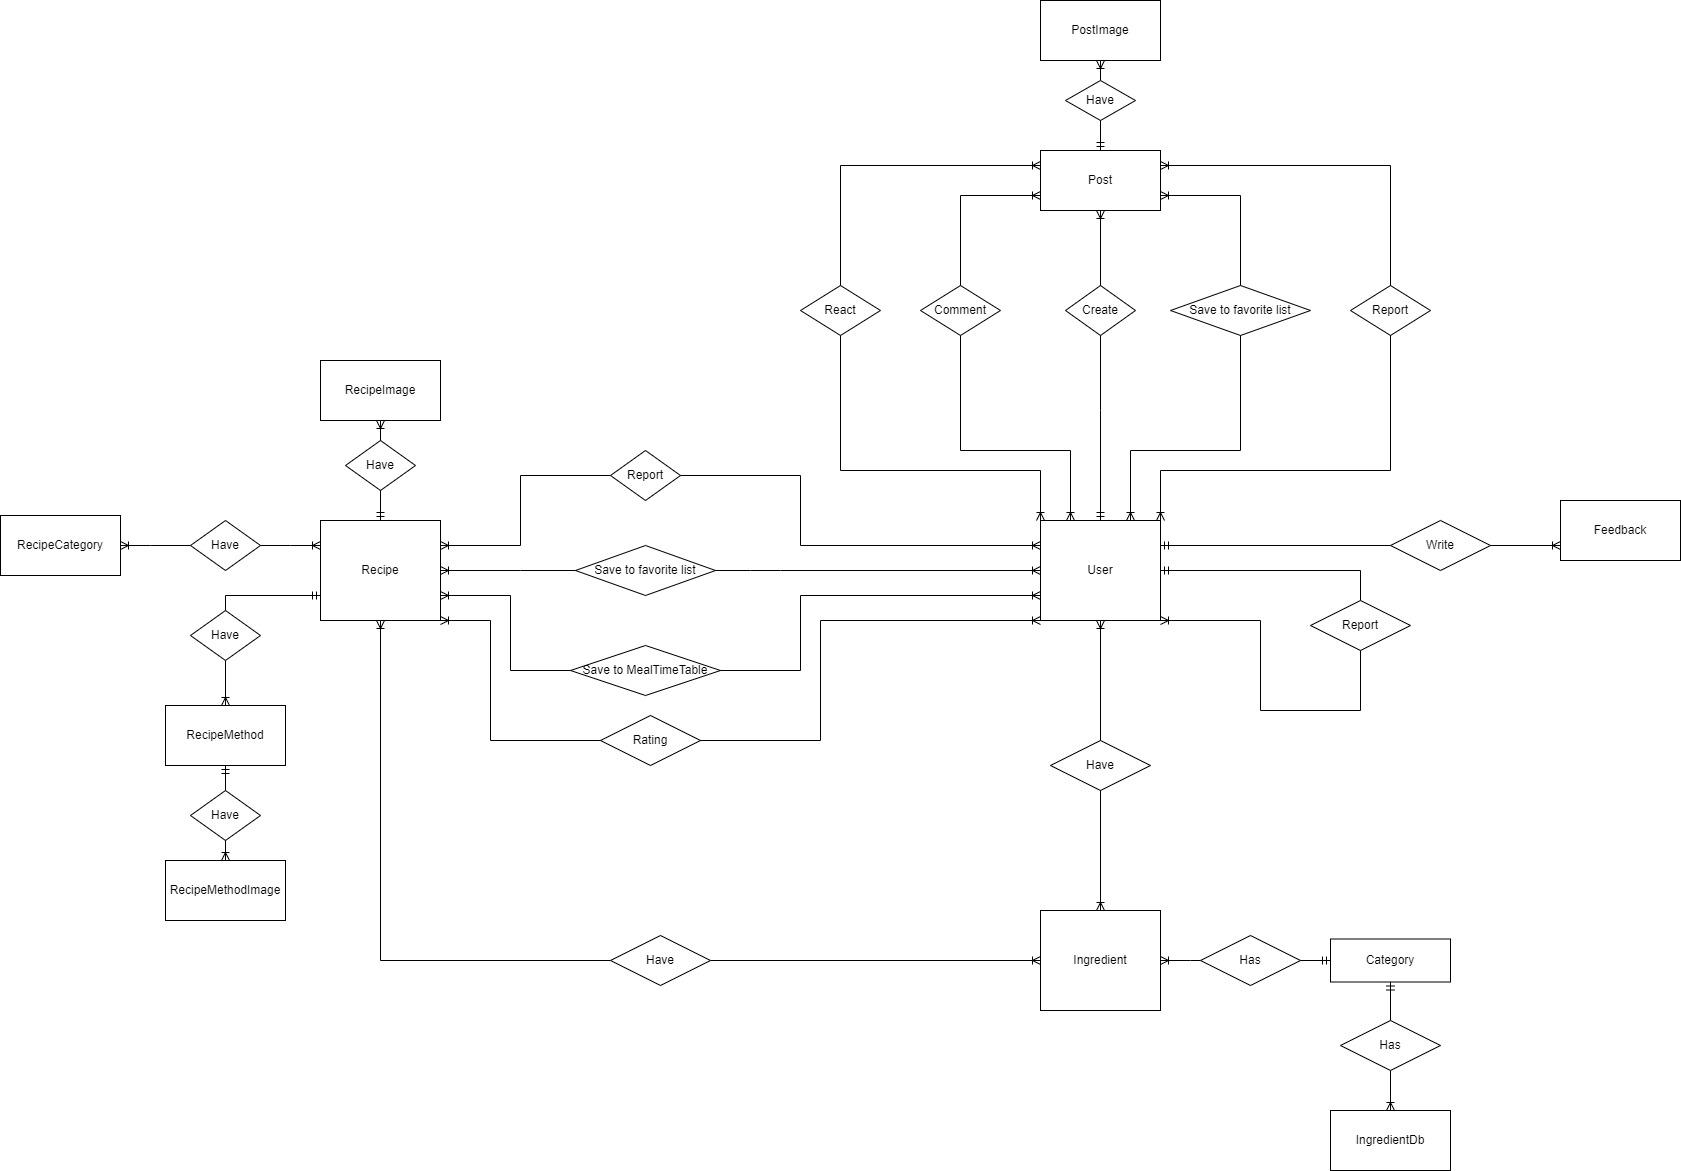 PostImage
Have
Post
React
Comment
Create
Save to favorite list
Report
RecipeImage
Have
Report
RecipeCategory
Have
Recipe
Save to favorite list
User
Write
Feedback
Report
Have
Save to MealTimeTable
RecipeMethod
Rating
Have
Have
RecipeMethodImage
Have
Ingredient
Has
Category
Has
IngredientDb